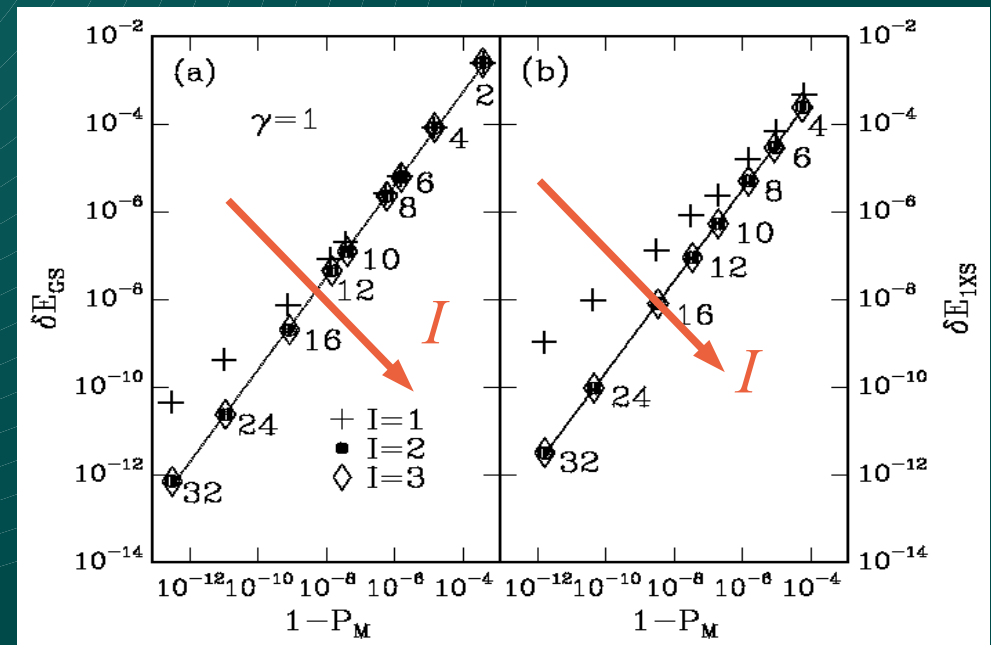 10⁻²
10⁻⁴
10⁻⁶
10⁻⁸
10⁻¹⁰
10⁻¹²
10⁻¹⁴
δE_GS
(a)
γ=1
2
4
6
8
10
12
16
24
32
I
+ I=1
■ I=2
◇ I=3
10⁻¹² 10⁻¹⁰ 10⁻⁸ 10⁻⁶ 10⁻⁴
1−P_M
(b)
4
6
8
10
12
16
24
32
I
10⁻¹² 10⁻¹⁰ 10⁻⁸ 10⁻⁶ 10⁻⁴
1−P_M
10⁻²
10⁻⁴
10⁻⁶
10⁻⁸
10⁻¹⁰
10⁻¹²
10⁻¹⁴
δE_1XS